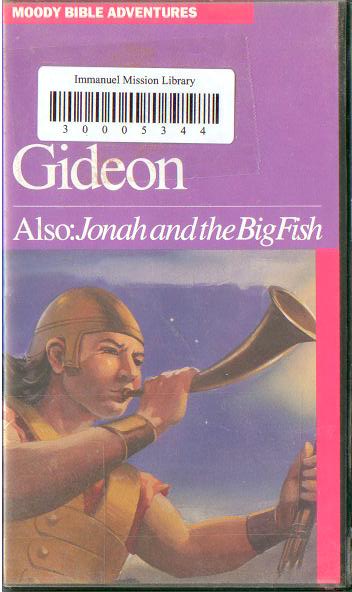 MOODY BIBLE ADVENTURES
Immanuel Mission Library
30005344
Gideon
Also: Jonah and the Big Fish